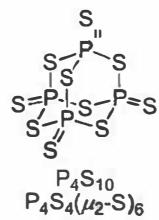 S
P
S S S
S=P P=S
S P S
S S
S
P₄S₁₀
P₄S₄(μ₂-S)₆